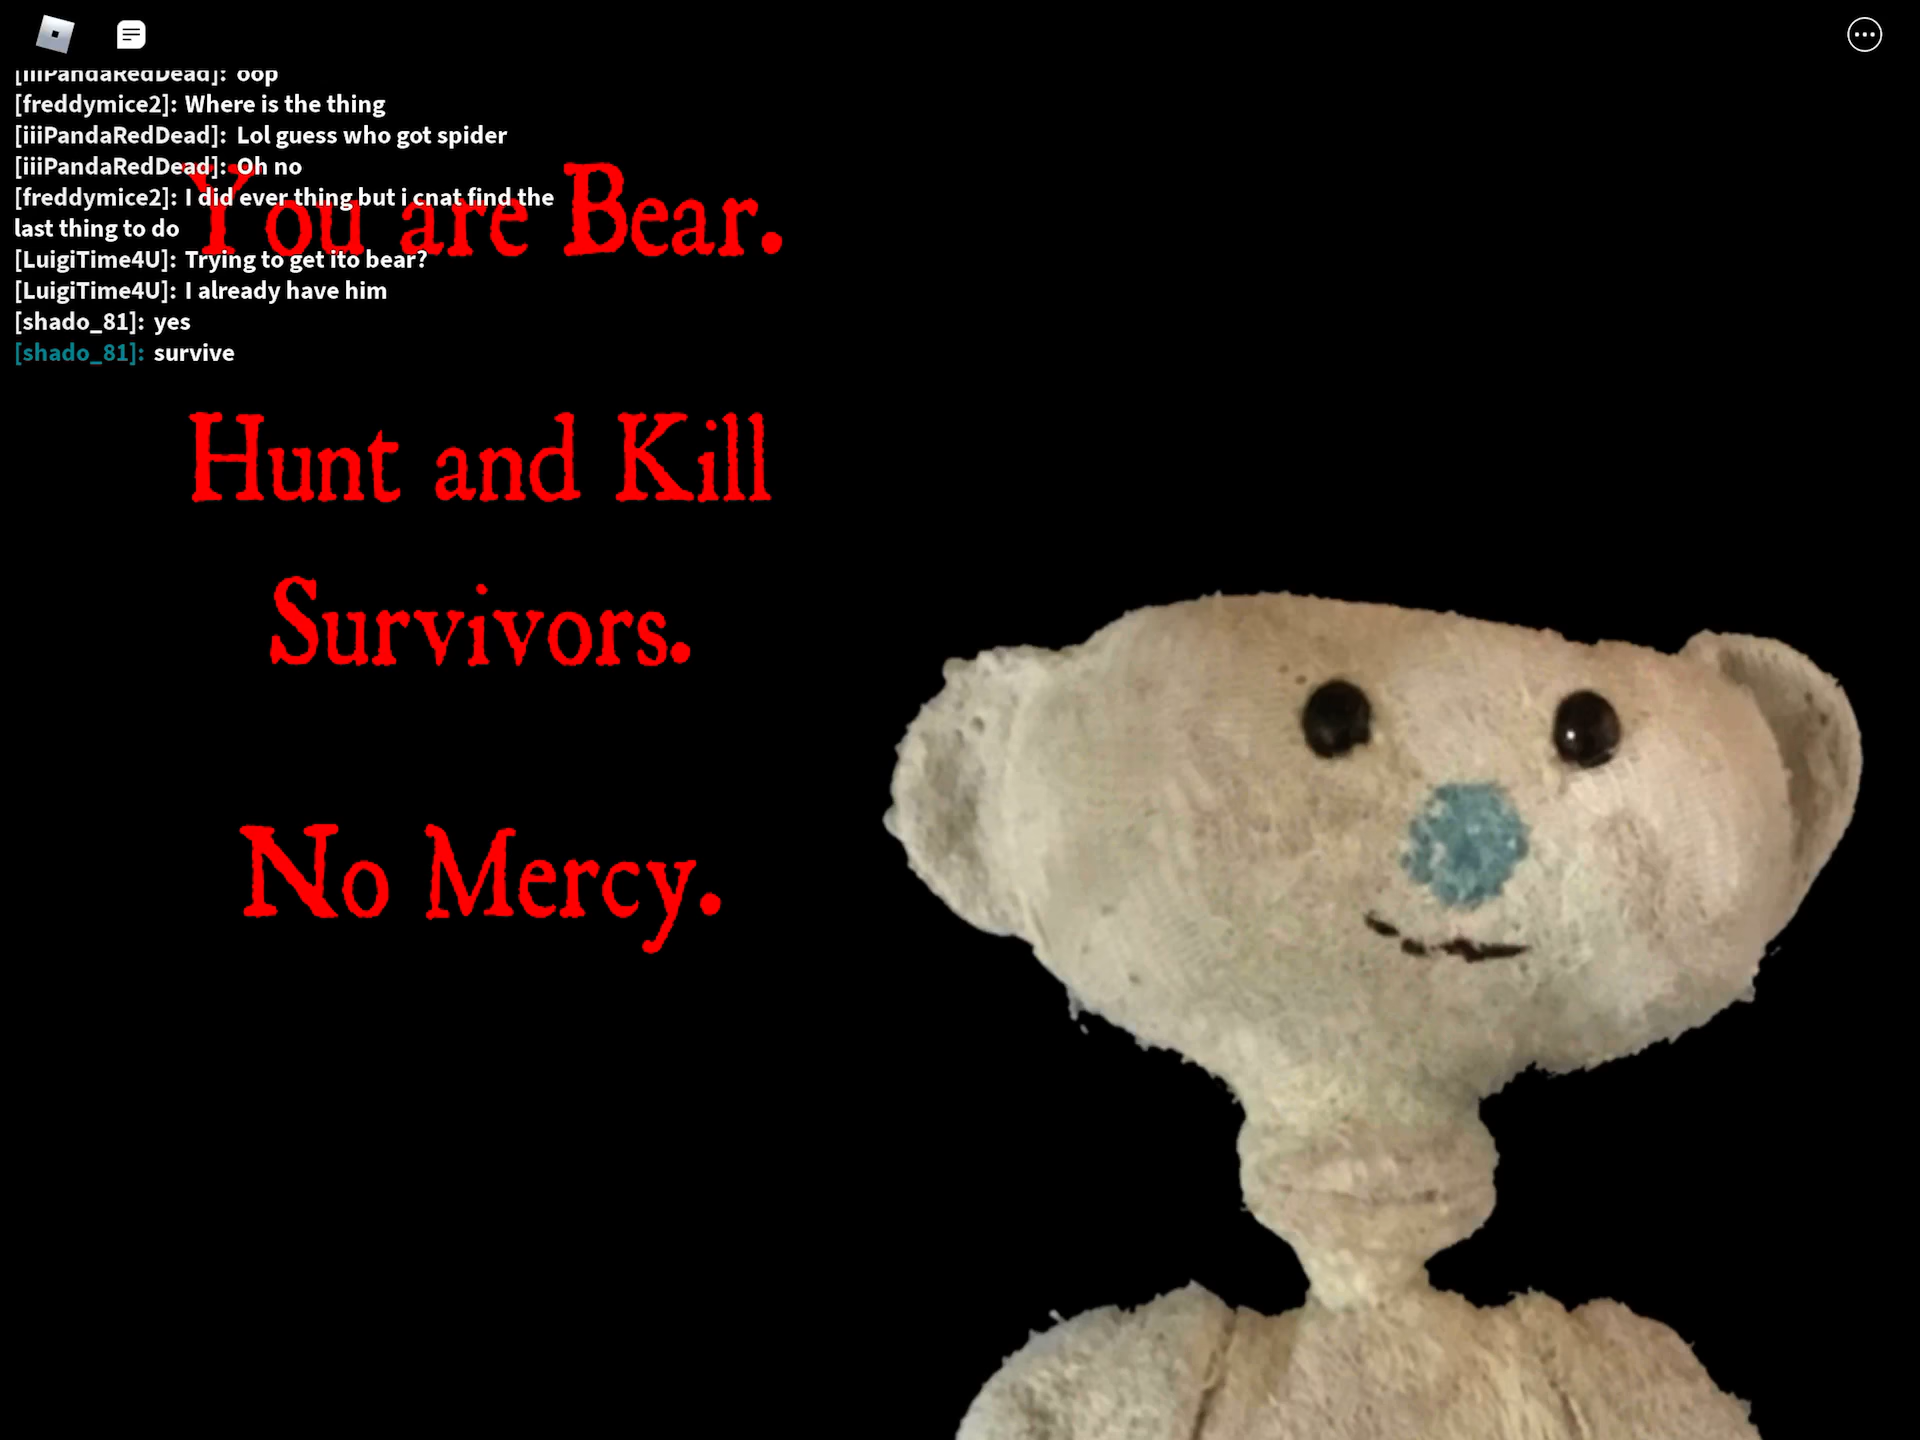 [iiiPandaRedDead]: oop
[freddymice2]: Where is the thing
[iiiPandaRedDead]: Lol guess who got spider
[iiiPandaRedDead]: Oh no
[freddymice2]: I did ever thing but i cnat find the
last thing to do
[LuigiTime4U]: Trying to get ito bear?
[LuigiTime4U]: I already have him
[shado_81]: yes
[shado_81]: survive
You are Bear.
Hunt and Kill
Survivors.
No Mercy.